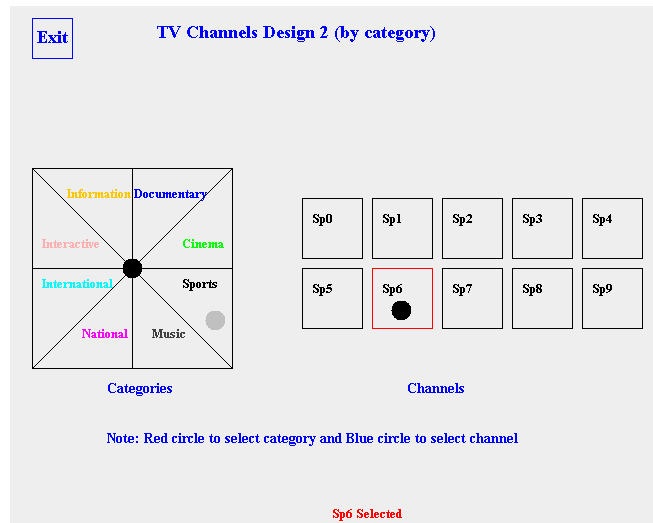 Exit
TV Channels Design 2 (by category)
Information
Documentary
Interactive
Cinema
International
Sports
National
Music
Categories
Sp0
Sp1
Sp2
Sp3
Sp4
Sp5
Sp6
Sp7
Sp8
Sp9
Channels
Note: Red circle to select category and Blue circle to select channel
Sp6 Selected